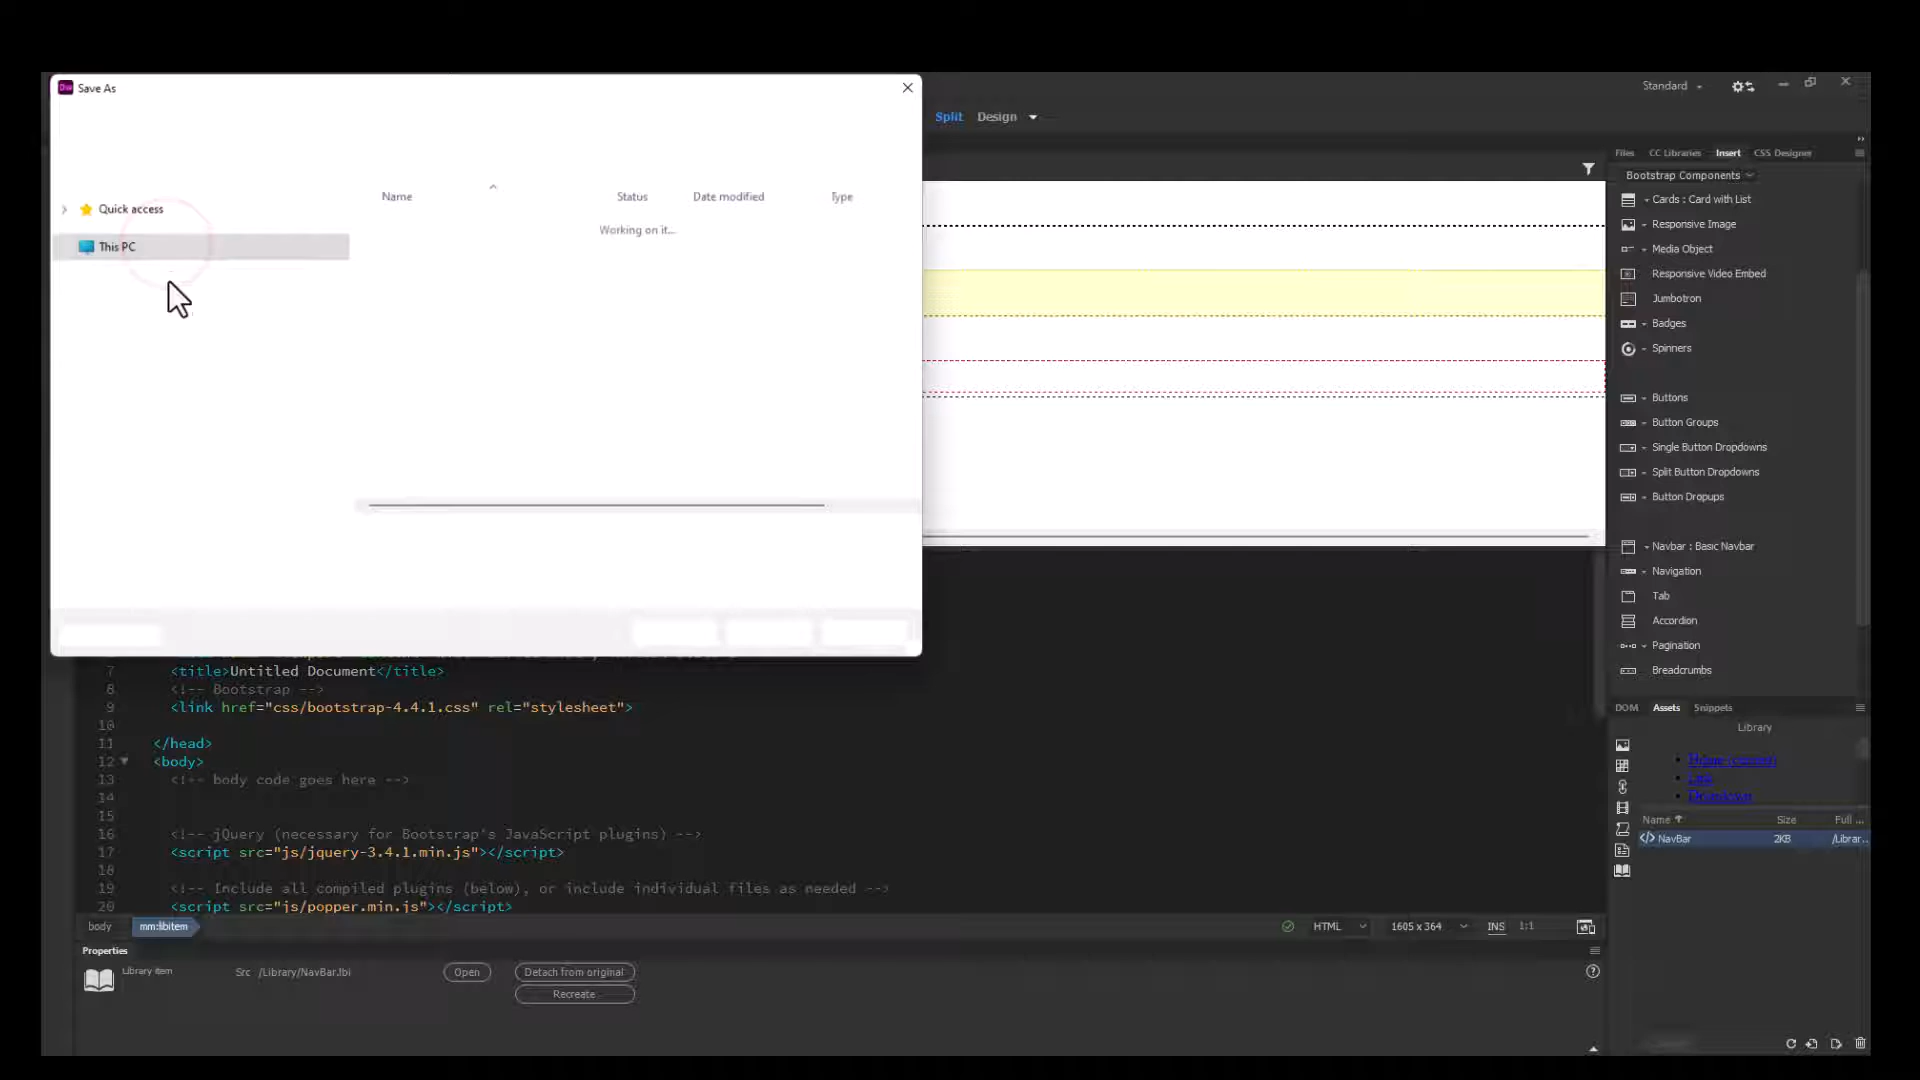 Save As
Standard
Split Design
Files CC Libraries Insert CSS Designer
Bootstrap Components
Name Status Date modified Type
Quick access
Working on it...
This PC
Cards : Card with List
Responsive Image
Media Object
Responsive Video Embed
Jumbotron
Badges
Spinners
Buttons
Button Groups
Single Button Dropdowns
Split Button Dropdowns
Button Dropups
Navbar : Basic Navbar
Navigation
Tab
Accordion
Pagination
Breadcrumbs
7 <title>Untitled Document</title>
8 <!-- Bootstrap -->
9 <link href="css/bootstrap-4.4.1.css" rel="stylesheet">
10
11 </head>
12 <body>
13 <!-- body code goes here -->
14
15
16 <!-- jQuery (necessary for Bootstrap's JavaScript plugins) -->
17 <script src="js/jquery-3.4.1.min.js"></script>
18
19 <!-- Include all compiled plugins (below), or include individual files as needed -->
20 <script src="js/popper.min.js"></script>
DOM Assets Snippets
Library
Home (current)
Link
Dropdown
Name Size Full ...
NavBar 2KB /Librar...
body mm:libitem HTML 1605 x 364 INS 1:1
Properties
Library item Src /Library/NavBar.lbi Open Detach from original
Recreate